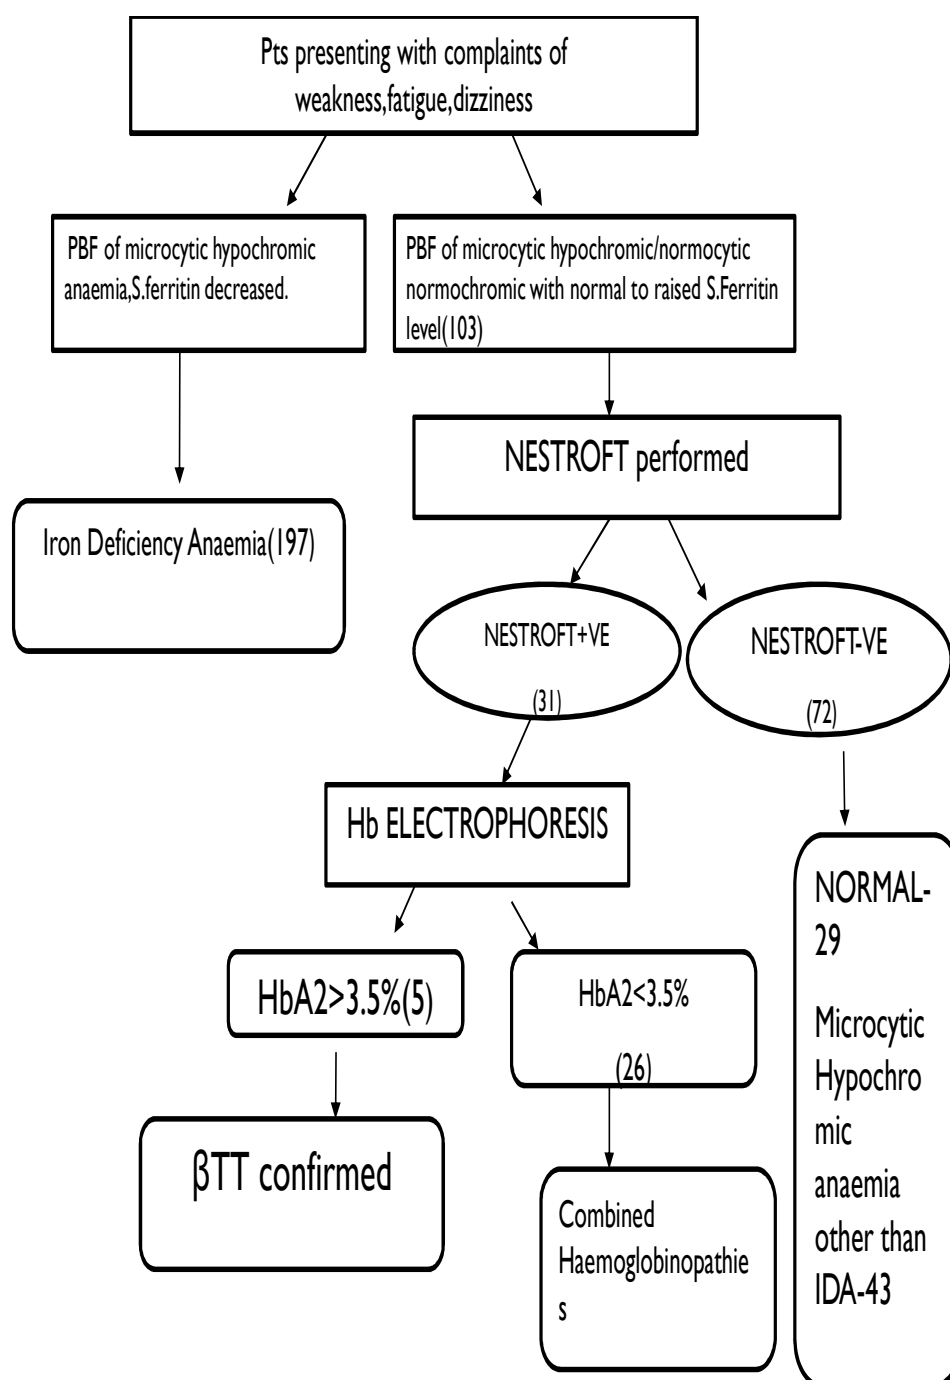 Pts presenting with complaints of
weakness,fatigue,dizziness
PBF of microcytic hypochromic
anaemia,S.ferritin decreased.
PBF of microcytic hypochromic/normocytic
normochromic with normal to raised S.Ferritin
level(103)
NESTROFT performed
Iron Deficiency Anaemia(197)
NESTROFT+VE
(31)
NESTROFT-VE
(72)
Hb ELECTROPHORESIS
HbA2>3.5%(5)
HbA2<3.5%
(26)
βTT confirmed
Combined
Haemoglobinopathie
s
NORMAL-
29
Microcytic
Hypochro
mic
anaemia
other than
IDA-43